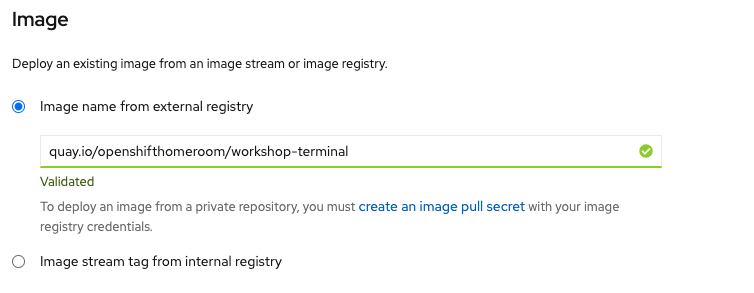 Image
Deploy an existing image from an image stream or image registry.
Image name from external registry
quay.io/openshifthomeroom/workshop-terminal
Validated
To deploy an image from a private repository, you must create an image pull secret with your image
registry credentials.
Image stream tag from internal registry